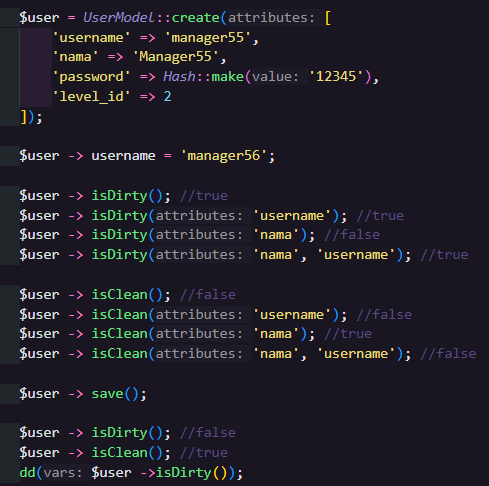 $user = UserModel::create(attributes: [
'username' => 'manager55',
'nama' => 'Manager55',
'password' => Hash::make(value: '12345'),
'level_id' => 2
]);
$user -> username = 'manager56';
$user -> isDirty(); //true
$user -> isDirty(attributes: 'username'); //true
$user -> isDirty(attributes: 'nama'); //false
$user -> isDirty(attributes: 'nama', 'username'); //true
$user -> isClean(); //false
$user -> isClean(attributes: 'username'); //false
$user -> isClean(attributes: 'nama'); //true
$user -> isClean(attributes: 'nama', 'username'); //false
$user -> save();
$user -> isDirty(); //false
$user -> isClean(); //true
dd(vars: $user ->isDirty());